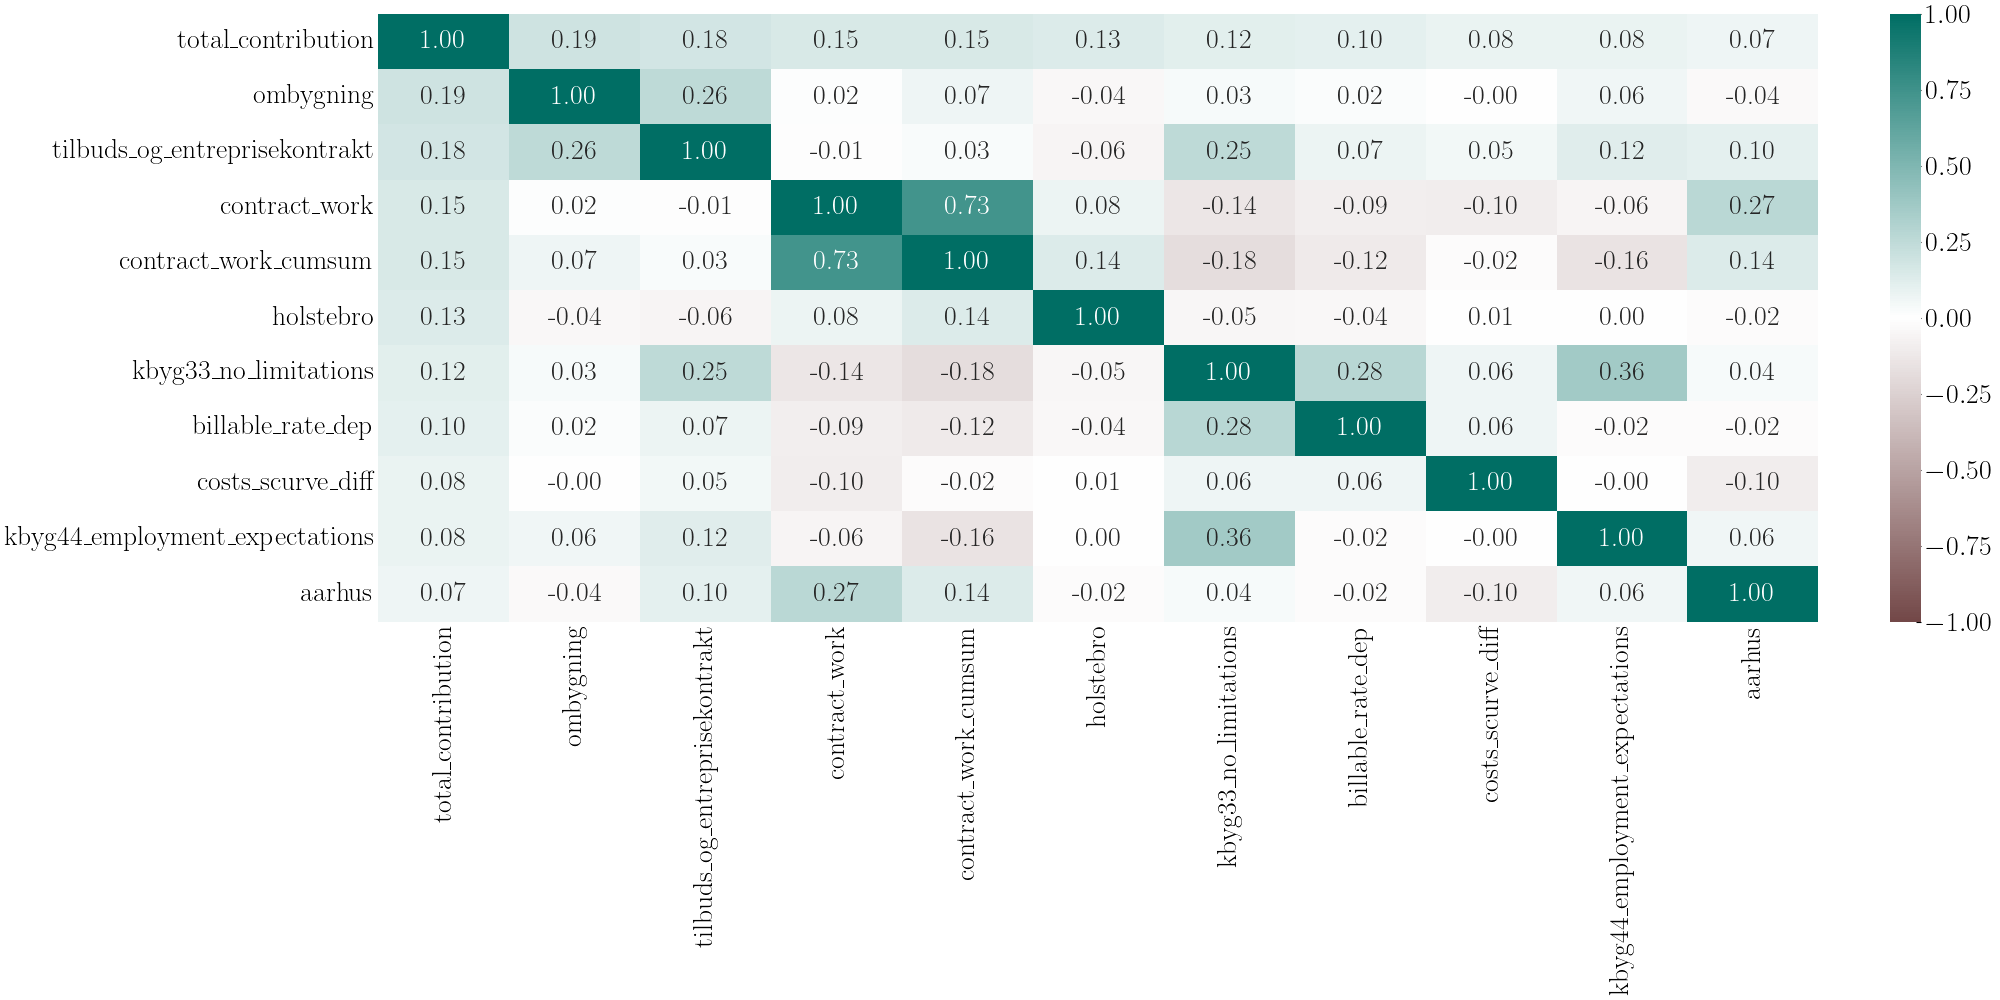 total_contribution 1.00 0.19 0.18 0.15 0.15 0.13 0.12 0.10 0.08 0.08 0.07
ombygning 0.19 1.00 0.26 0.02 0.07 -0.04 0.03 0.02 -0.00 0.06 -0.04
tilbuds_og_entreprisekontrakt 0.18 0.26 1.00 -0.01 0.03 -0.06 0.25 0.07 0.05 0.12 0.10
contract_work 0.15 0.02 -0.01 1.00 0.73 0.08 -0.14 -0.09 -0.10 -0.06 0.27
contract_work_cumsum 0.15 0.07 0.03 0.73 1.00 0.14 -0.18 -0.12 -0.02 -0.16 0.14
holstebro 0.13 -0.04 -0.06 0.08 0.14 1.00 -0.05 -0.04 0.01 0.00 -0.02
kbyg33_no_limitations 0.12 0.03 0.25 -0.14 -0.18 -0.05 1.00 0.28 0.06 0.36 0.04
billable_rate_dep 0.10 0.02 0.07 -0.09 -0.12 -0.04 0.28 1.00 0.06 -0.02 -0.02
costs_scurve_diff 0.08 -0.00 0.05 -0.10 -0.02 0.01 0.06 0.06 1.00 -0.00 -0.10
kbyg44_employment_expectations 0.08 0.06 0.12 -0.06 -0.16 0.00 0.36 -0.02 -0.00 1.00 0.06
aarhus 0.07 -0.04 0.10 0.27 0.14 -0.02 0.04 -0.02 -0.10 0.06 1.00
total_contribution
ombygning
tilbuds_og_entreprisekontrakt
contract_work
contract_work_cumsum
holstebro
kbyg33_no_limitations
billable_rate_dep
costs_scurve_diff
kbyg44_employment_expectations
aarhus
1.00
0.75
0.50
0.25
0.00
−0.25
−0.50
−0.75
−1.00